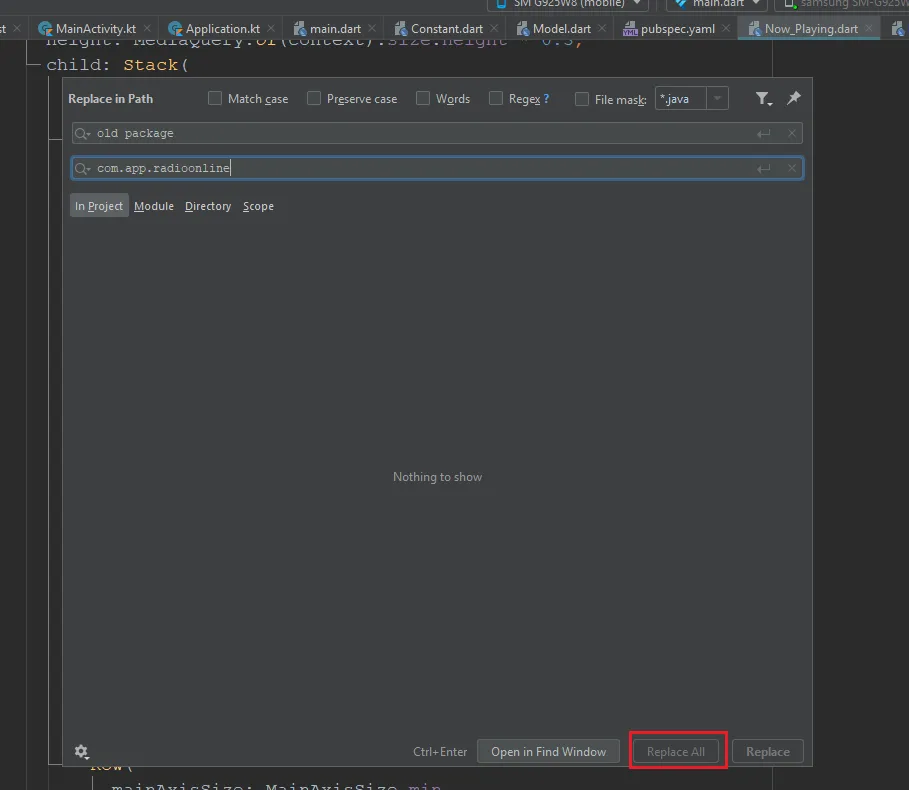 SM G925W8 (mobile) main.dart samsung SM-G925W
st MainActivity.kt Application.kt main.dart Constant.dart Model.dart pubspec.yaml Now_Playing.dart
height: MediaQuery.of(context).size.height * 0.5,
child: Stack(
Replace in Path Match case Preserve case Words Regex ? File mask: *.java
old package
com.app.radioonline
In Project Module Directory Scope
Nothing to show
Ctrl+Enter Open in Find Window Replace All Replace
Row(
mainAxisSize: MainAxisSize.min